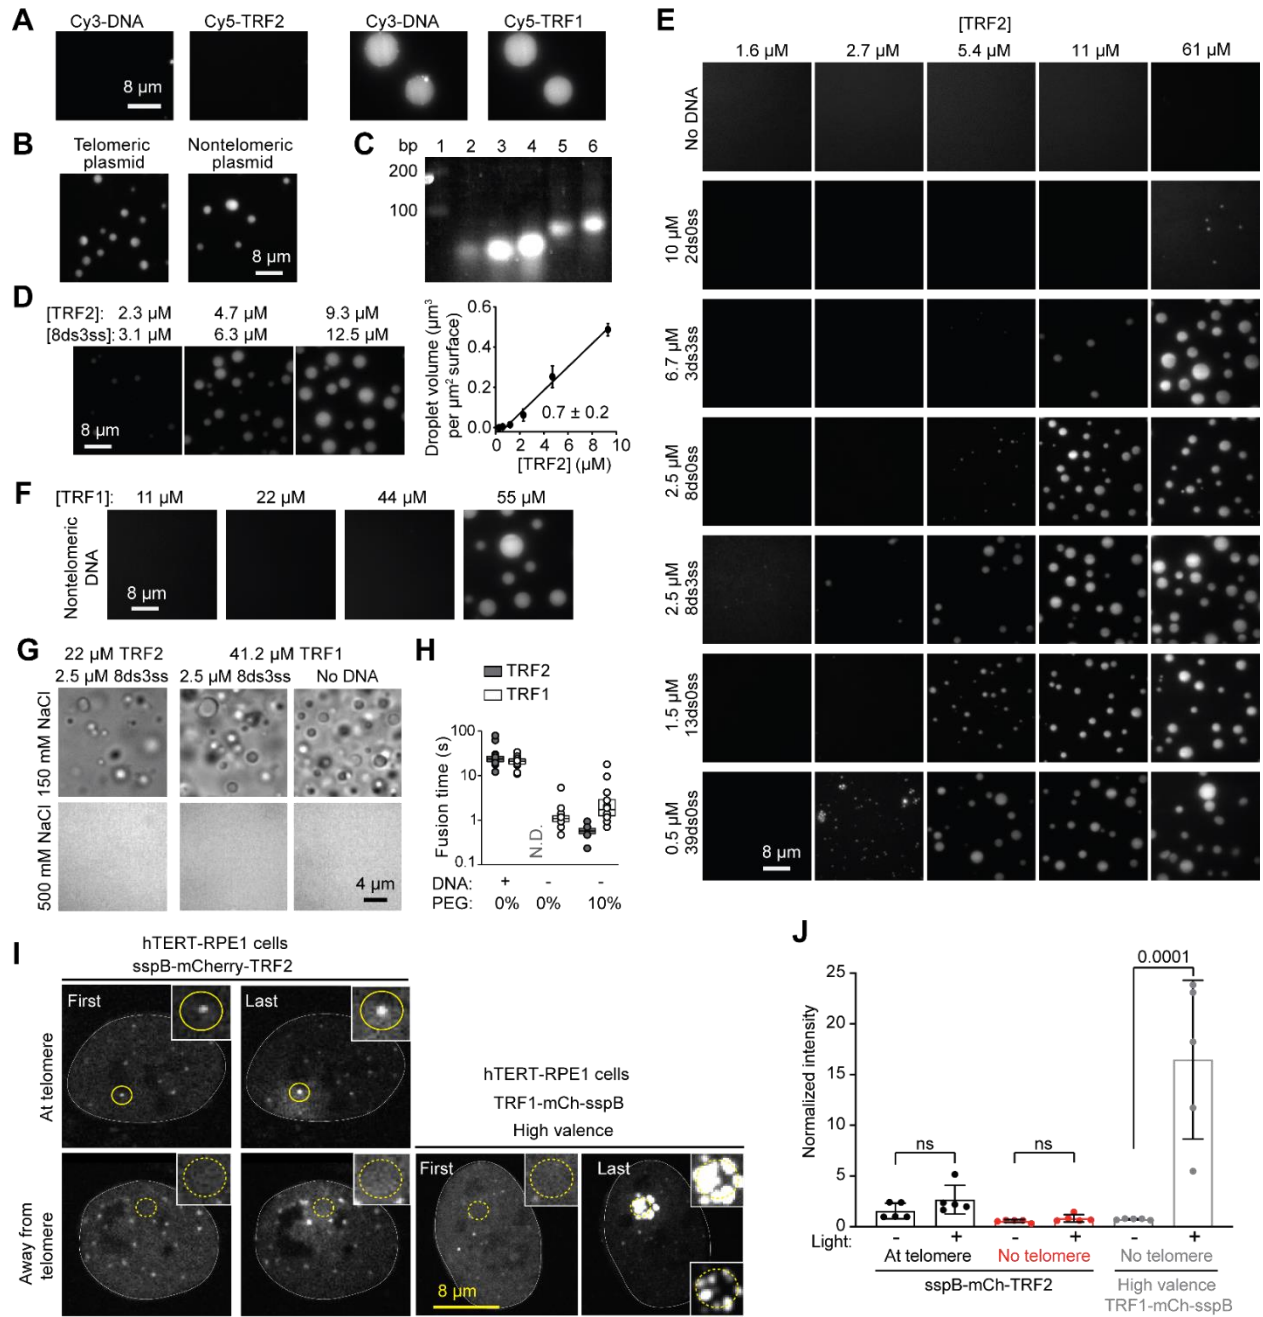 A
Cy3-DNA Cy5-TRF2 Cy3-DNA Cy5-TRF1
8 µm
B
Telomeric plasmid
Nontelomeric plasmid
8 µm
C
bp 1 2 3 4 5 6
200
100
D
[TRF2]: 2.3 µM 4.7 µM 9.3 µM
[8ds3ss]: 3.1 µM 6.3 µM 12.5 µM
8 µm
Droplet volume (µm³
per µm² surface)
0.6
0.4
0.2
0.0
0.7 ± 0.2
0 2 4 6 8 10
[TRF2] (µM)
E
[TRF2]
1.6 µM 2.7 µM 5.4 µM 11 µM 61 µM
No DNA
10 µM
2ds0ss
6.7 µM
3ds3ss
2.5 µM
8ds0ss
2.5 µM
8ds3ss
1.5 µM
13ds0ss
0.5 µM
39ds0ss
8 µm
F
[TRF1]: 11 µM 22 µM 44 µM 55 µM
Nontelomeric
DNA
8 µm
G
22 µM TRF2 41.2 µM TRF1
2.5 µM 8ds3ss 2.5 µM 8ds3ss No DNA
150 mM NaCl
500 mM NaCl
4 µm
H
TRF2
TRF1
Fusion time (s)
100
10
1
0.1
N.D.
DNA: + - -
PEG: 0% 0% 10%
I
hTERT-RPE1 cells
sspB-mCherry-TRF2
At telomere
First Last
Away from
telomere
hTERT-RPE1 cells
TRF1-mCh-sspB
High valence
First Last
8 µm
J
Normalized intensity
25
20
15
10
5
0
ns ns 0.0001
Light: - + - + - +
At telomere No telomere No telomere
sspB-mCh-TRF2
High valence
TRF1-mCh-sspB